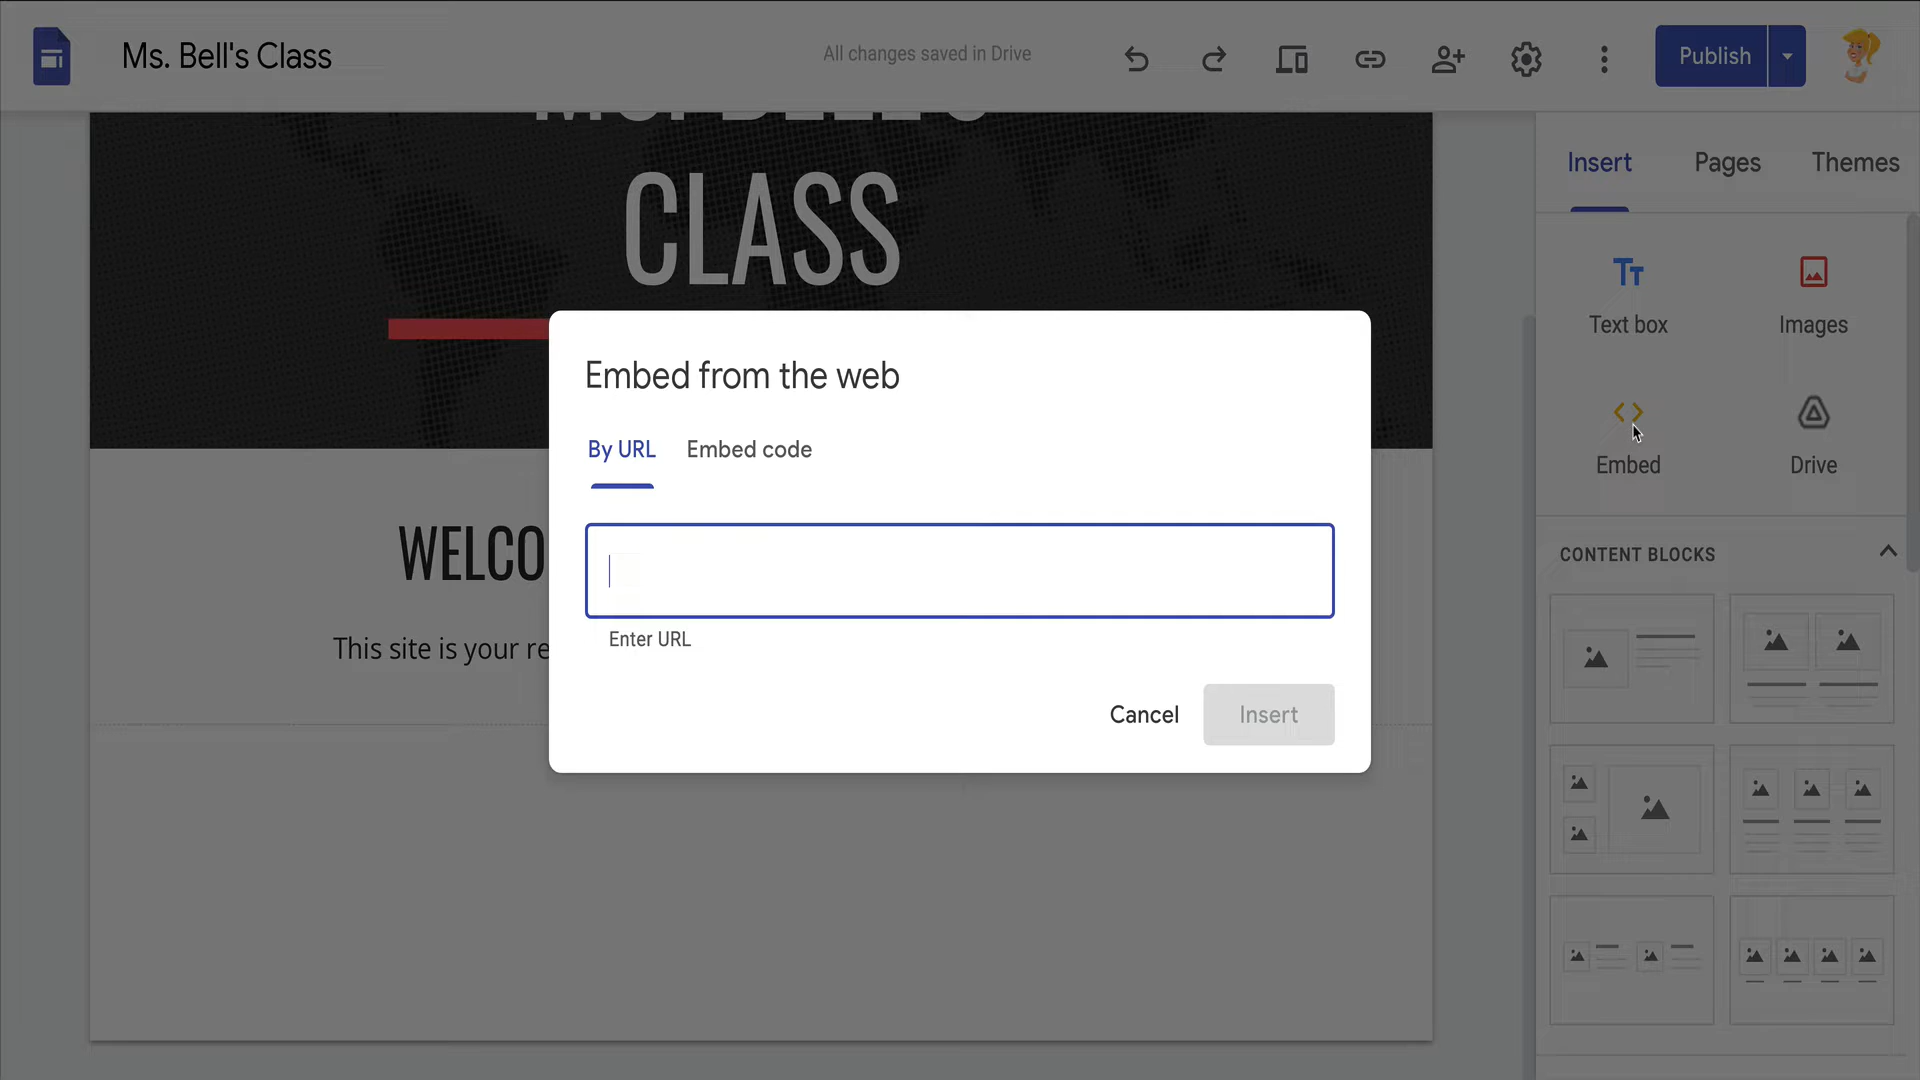 Ms. Bell's Class
All changes saved in Drive
Publish
Insert
Pages
Themes
CLASS
Text box
Images
Embed
Drive
Embed from the web
By URL
Embed code
Enter URL
Cancel
Insert
WELCO
This site is your re
CONTENT BLOCKS